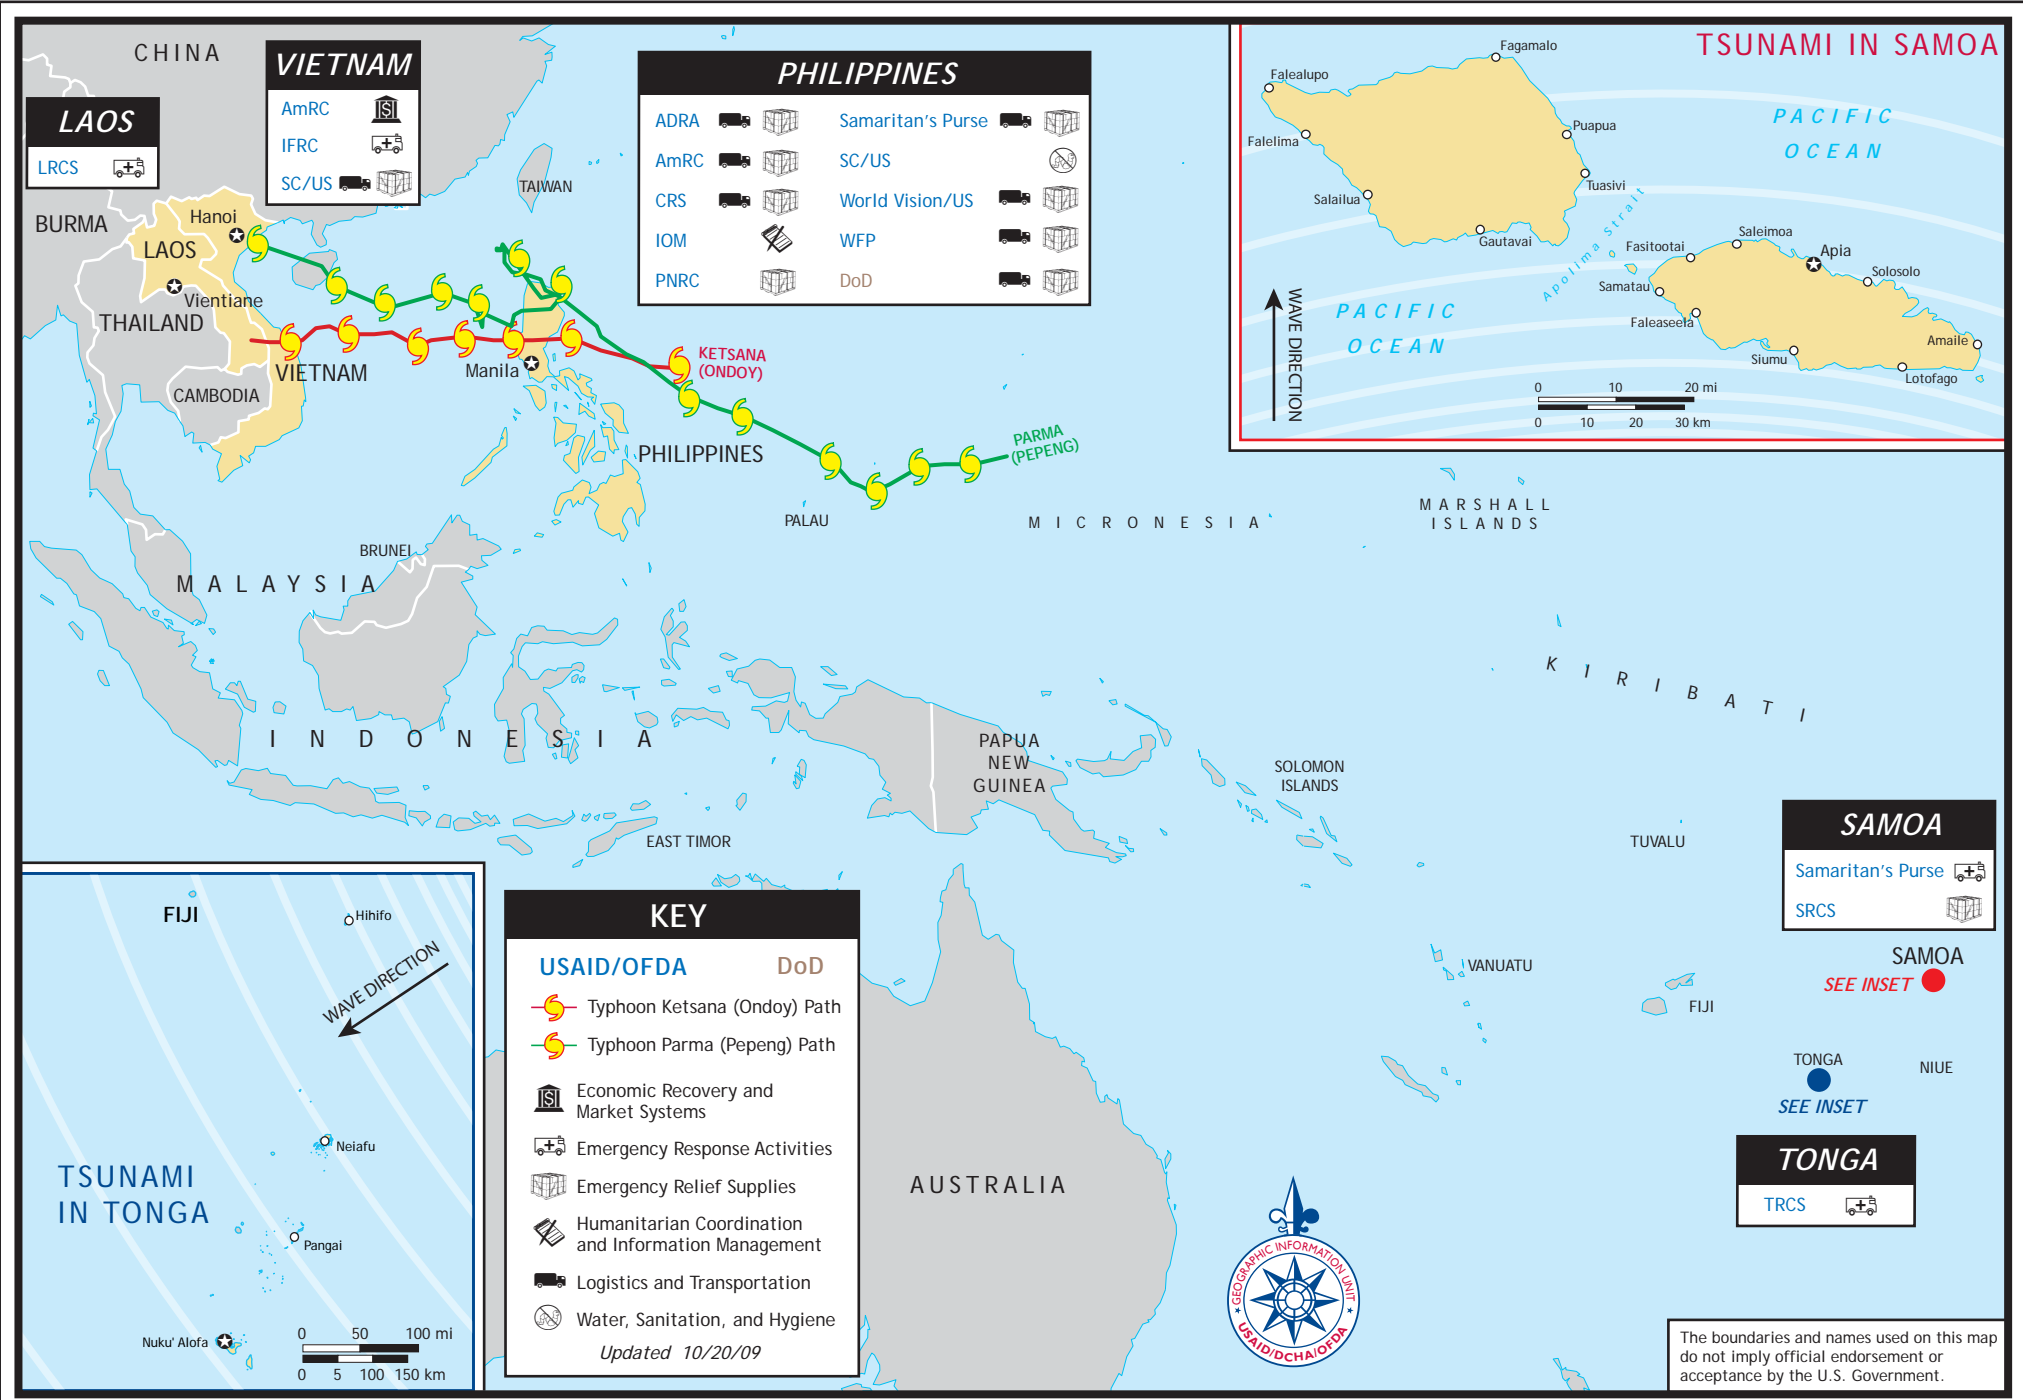 CHINA
LAOS
LRCS
VIETNAM
AmRC
IFRC
SC/US
PHILIPPINES
ADRA
AmRC
CRS
IOM
PNRC
Samaritan's Purse
SC/US
World Vision/US
WFP
DoD
TSUNAMI IN SAMOA
Fagamalo
Falealupo
Falelima
Puapua
Tuasivi
Salailua
Gautavai
PACIFIC
OCEAN
Apolima Strait
Saleimoa
Fasitootai
Apia
Solosolo
Samatau
Faleaseela
Siumu
Amaile
Lotofago
PACIFIC
OCEAN
WAVE DIRECTION
0 10 20 mi
0 10 20 30 km
BURMA
Hanoi
LAOS
Vientiane
THAILAND
VIETNAM
CAMBODIA
TAIWAN
Manila
KETSANA
(ONDOY)
PARMA
(PEPENG)
PHILIPPINES
PALAU
MICRONESIA
MARSHALL
ISLANDS
BRUNEI
MALAYSIA
KIRIBATI
INDONESIA
PAPUA
NEW
GUINEA
SOLOMON
ISLANDS
EAST TIMOR
TUVALU
SAMOA
Samaritan's Purse
SRCS
SAMOA
SEE INSET
VANUATU
FIJI
TONGA
SEE INSET
NIUE
TONGA
TRCS
AUSTRALIA
FIJI
Hihifo
WAVE DIRECTION
Neiafu
TSUNAMI
IN TONGA
Pangai
Nuku' Alofa
0 50 100 mi
0 5 100 150 km
KEY
USAID/OFDA DoD
Typhoon Ketsana (Ondoy) Path
Typhoon Parma (Pepeng) Path
Economic Recovery and
Market Systems
Emergency Response Activities
Emergency Relief Supplies
Humanitarian Coordination
and Information Management
Logistics and Transportation
Water, Sanitation, and Hygiene
Updated 10/20/09
GEOGRAPHIC INFORMATION UNIT
USAID/DCHA/OFDA
The boundaries and names used on this map
do not imply official endorsement or
acceptance by the U.S. Government.